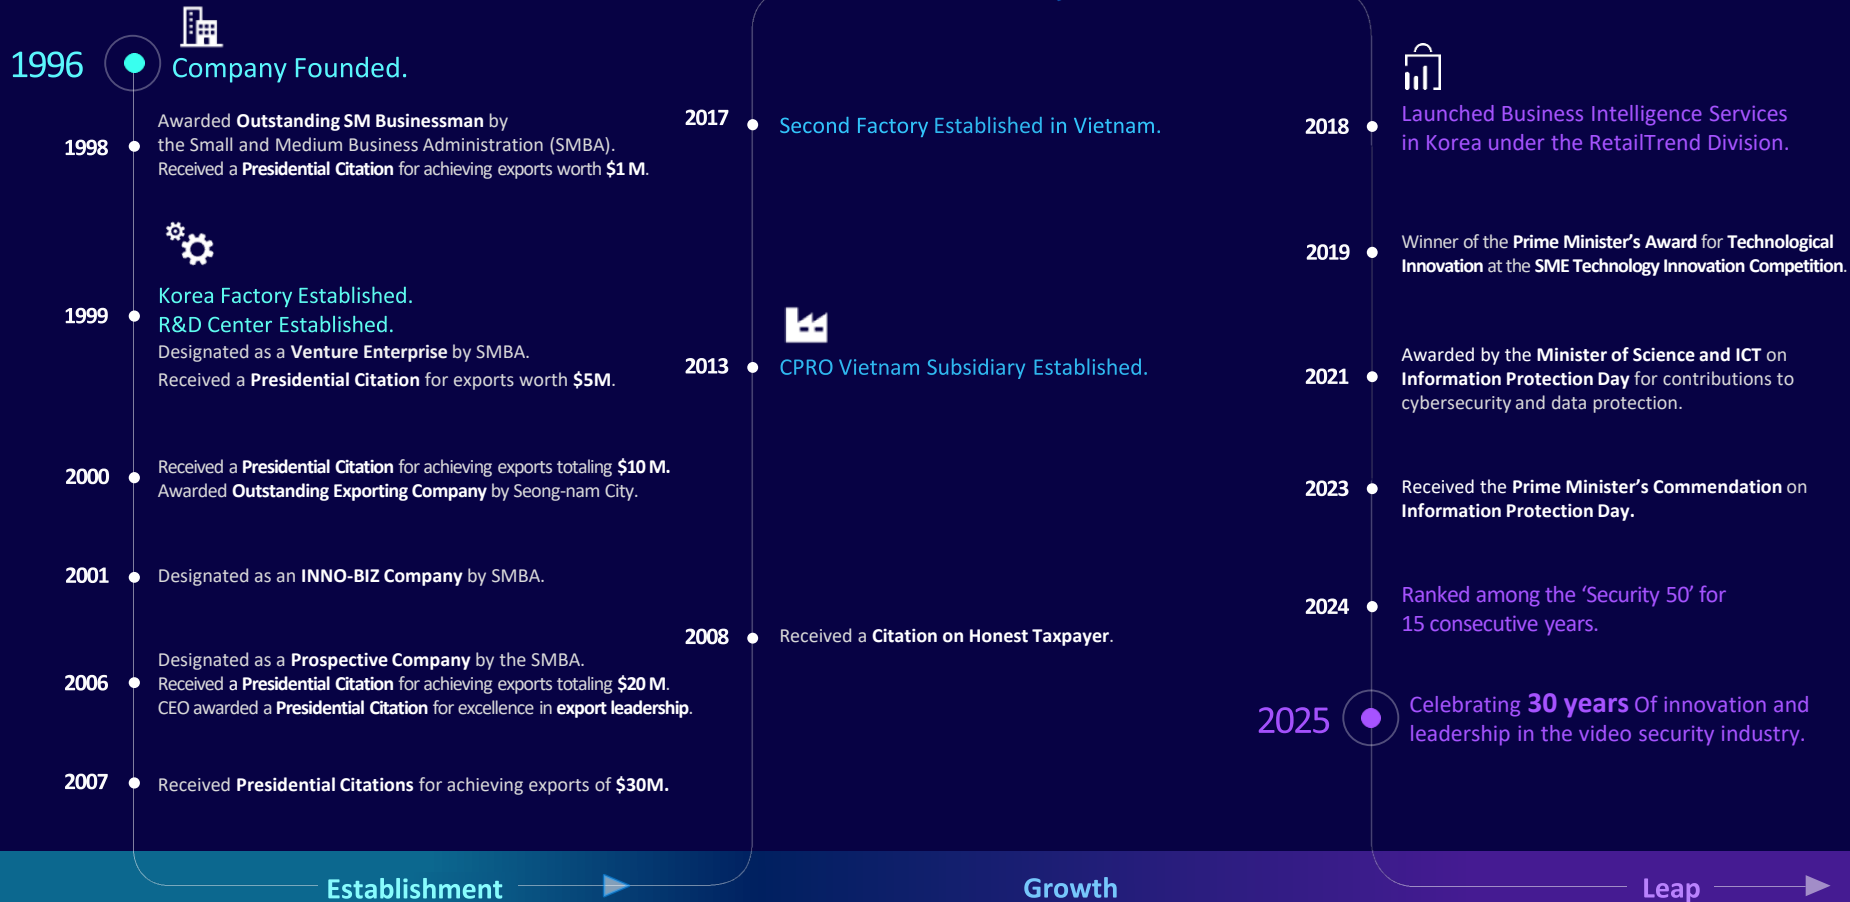 1996
Company Founded.
1998
Awarded Outstanding SM Businessman by
the Small and Medium Business Administration (SMBA).
Received a Presidential Citation for achieving exports worth $1 M.
1999
Korea Factory Established.
R&D Center Established.
Designated as a Venture Enterprise by SMBA.
Received a Presidential Citation for exports worth $5M.
2000
Received a Presidential Citation for achieving exports totaling $10 M.
Awarded Outstanding Exporting Company by Seong-nam City.
2001
Designated as an INNO-BIZ Company by SMBA.
2006
Designated as a Prospective Company by the SMBA.
Received a Presidential Citation for achieving exports totaling $20 M.
CEO awarded a Presidential Citation for excellence in export leadership.
2007
Received Presidential Citations for achieving exports of $30M.
Establishment
2017
Second Factory Established in Vietnam.
2013
CPRO Vietnam Subsidiary Established.
2008
Received a Citation on Honest Taxpayer.
Growth
2018
Launched Business Intelligence Services
in Korea under the RetailTrend Division.
2019
Winner of the Prime Minister's Award for Technological
Innovation at the SME Technology Innovation Competition.
2021
Awarded by the Minister of Science and ICT on
Information Protection Day for contributions to
cybersecurity and data protection.
2023
Received the Prime Minister's Commendation on
Information Protection Day.
2024
Ranked among the ‘Security 50’ for
15 consecutive years.
2025
Celebrating 30 years Of innovation and
leadership in the video security industry.
Leap